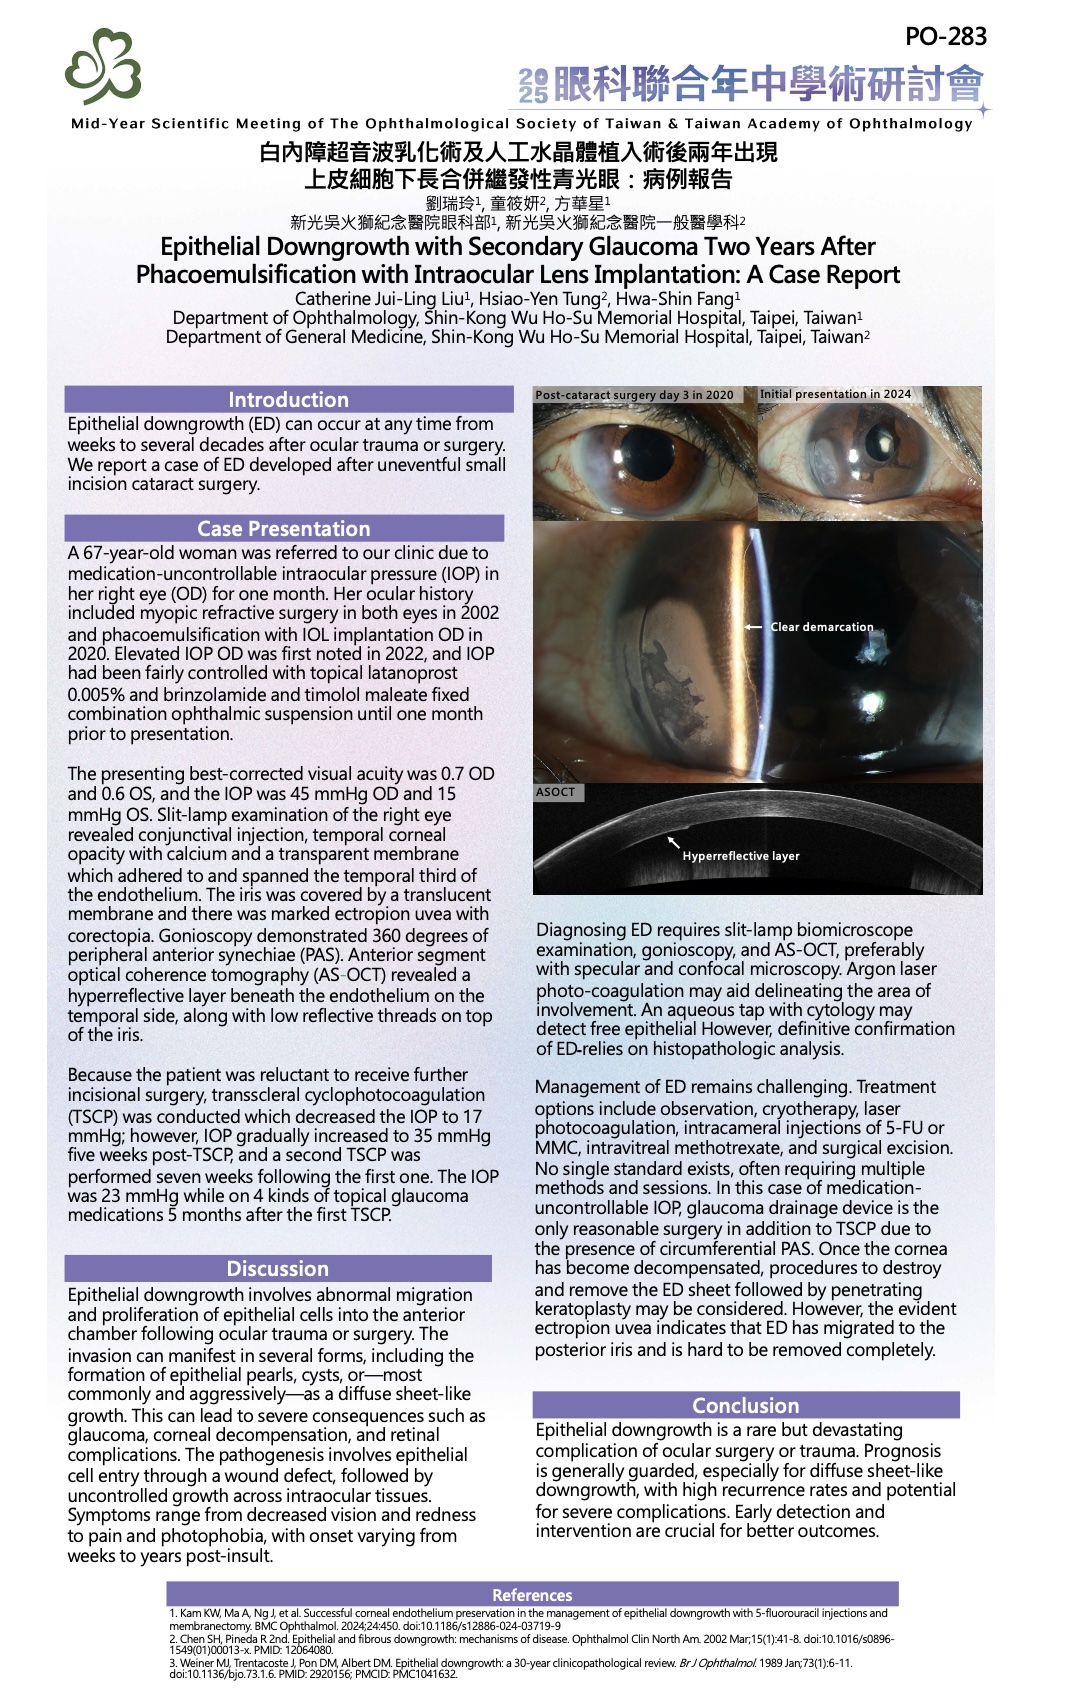 PO-283
2025 眼科聯合年中學術研討會
Mid-Year Scientific Meeting of The Ophthalmological Society of Taiwan & Taiwan Academy of Ophthalmology
白內障超音波乳化術及人工水晶體植入術後兩年出現
上皮細胞下長合併繼發性青光眼：病例報告
劉瑞玲1, 童筱妍2, 方華星1
新光吳火獅紀念醫院眼科部1, 新光吳火獅紀念醫院一般醫學科2
Epithelial Downgrowth with Secondary Glaucoma Two Years After
Phacoemulsification with Intraocular Lens Implantation: A Case Report
Catherine Jui-Ling Liu1, Hsiao-Yen Tung2, Hwa-Shin Fang1
Department of Ophthalmology, Shin-Kong Wu Ho-Su Memorial Hospital, Taipei, Taiwan1
Department of General Medicine, Shin-Kong Wu Ho-Su Memorial Hospital, Taipei, Taiwan2
Introduction
Epithelial downgrowth (ED) can occur at any time from
weeks to several decades after ocular trauma or surgery.
We report a case of ED developed after uneventful small
incision cataract surgery.
Case Presentation
A 67-year-old woman was referred to our clinic due to
medication-uncontrollable intraocular pressure (IOP) in
her right eye (OD) for one month. Her ocular history
included myopic refractive surgery in both eyes in 2002
and phacoemulsification with IOL implantation OD in
2020. Elevated IOP OD was first noted in 2022, and IOP
had been fairly controlled with topical latanoprost
0.005% and brinzolamide and timolol maleate fixed
combination ophthalmic suspension until one month
prior to presentation.
The presenting best-corrected visual acuity was 0.7 OD
and 0.6 OS, and the IOP was 45 mmHg OD and 15
mmHg OS. Slit-lamp examination of the right eye
revealed conjunctival injection, temporal corneal
opacity with calcium and a transparent membrane
which adhered to and spanned the temporal third of
the endothelium. The iris was covered by a translucent
membrane and there was marked ectropion uvea with
corectopia. Gonioscopy demonstrated 360 degrees of
peripheral anterior synechiae (PAS). Anterior segment
optical coherence tomography (AS-OCT) revealed a
hyperreflective layer beneath the endothelium on the
temporal side, along with low reflective threads on top
of the iris.
Because the patient was reluctant to receive further
incisional surgery, transscleral cyclophotocoagulation
(TSCP) was conducted which decreased the IOP to 17
mmHg; however, IOP gradually increased to 35 mmHg
five weeks post-TSCP, and a second TSCP was
performed seven weeks following the first one. The IOP
was 23 mmHg while on 4 kinds of topical glaucoma
medications 5 months after the first TSCP.
Discussion
Epithelial downgrowth involves abnormal migration
and proliferation of epithelial cells into the anterior
chamber following ocular trauma or surgery. The
invasion can manifest in several forms, including the
formation of epithelial pearls, cysts, or—most
commonly and aggressively—as a diffuse sheet-like
growth. This can lead to severe consequences such as
glaucoma, corneal decompensation, and retinal
complications. The pathogenesis involves epithelial
cell entry through a wound defect, followed by
uncontrolled growth across intraocular tissues.
Symptoms range from decreased vision and redness
to pain and photophobia, with onset varying from
weeks to years post-insult.
Post-cataract surgery day 3 in 2020
Initial presentation in 2024
Clear demarcation
ASOCT
Hyperreflective layer
Diagnosing ED requires slit-lamp biomicroscope
examination, gonioscopy, and AS-OCT, preferably
with specular and confocal microscopy. Argon laser
photo-coagulation may aid delineating the area of
involvement. An aqueous tap with cytology may
detect free epithelial However, definitive confirmation
of ED-relies on histopathologic analysis.
Management of ED remains challenging. Treatment
options include observation, cryotherapy, laser
photocoagulation, intracameral injections of 5-FU or
MMC, intravitreal methotrexate, and surgical excision.
No single standard exists, often requiring multiple
methods and sessions. In this case of medication-
uncontrollable IOP, glaucoma drainage device is the
only reasonable surgery in addition to TSCP due to
the presence of circumferential PAS. Once the cornea
has become decompensated, procedures to destroy
and remove the ED sheet followed by penetrating
keratoplasty may be considered. However, the evident
ectropion uvea indicates that ED has migrated to the
posterior iris and is hard to be removed completely.
Conclusion
Epithelial downgrowth is a rare but devastating
complication of ocular surgery or trauma. Prognosis
is generally guarded, especially for diffuse sheet-like
downgrowth, with high recurrence rates and potential
for severe complications. Early detection and
intervention are crucial for better outcomes.
References
1. Kam KW, Ma A, Ng J, et al. Successful corneal endothelium preservation in the management of epithelial downgrowth with 5-fluorouracil injections and
membranectomy. BMC Ophthalmol. 2024;24:450. doi:10.1186/s12886-024-03719-9
2. Chen SH, Pineda R 2nd. Epithelial and fibrous downgrowth: mechanisms of disease. Ophthalmol Clin North Am. 2002 Mar;15(1):41-8. doi:10.1016/s0896-
1549(01)00013-x. PMID: 12064080.
3. Weiner MJ, Trentacoste J, Pon DM, Albert DM. Epithelial downgrowth: a 30-year clinicopathological review. Br J Ophthalmol. 1989 Jan;73(1):6-11.
doi:10.1136/bjo.73.1.6. PMID: 2920156; PMCID: PMC1041632.